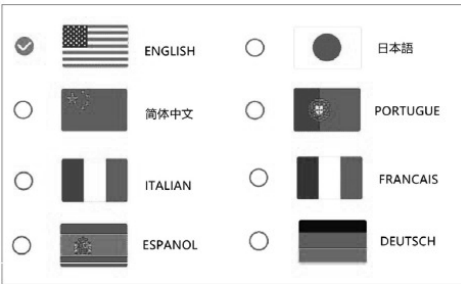 ENGLISH
日本語
简体中文
PORTUGUE
ITALIAN
FRANCAIS
ESPANOL
DEUTSCH